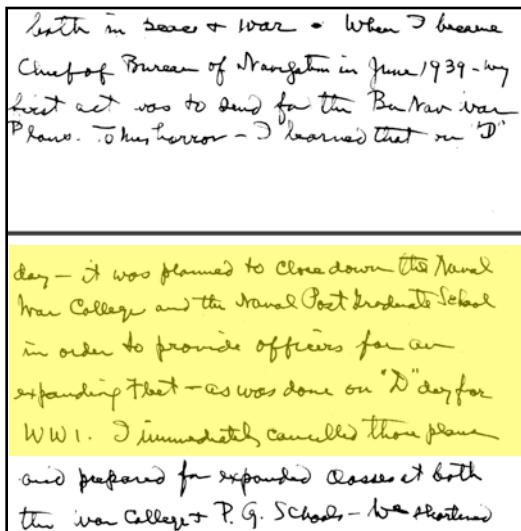 both in peace & war. When I became
Chief of Bureau of Navigation in June 1939 - my
first act was to send for the BuNav war
Plans. To my horror - I learned that on "D"
day - it was planned to close down the Naval
War College and the Naval Post Graduate School
in order to provide officers for an
expanding fleet - as was done on "D" day for
WW1. I immediately cancelled those plans
and prepared for expanded classes at both
the War College & P.G. Schools - We shortened